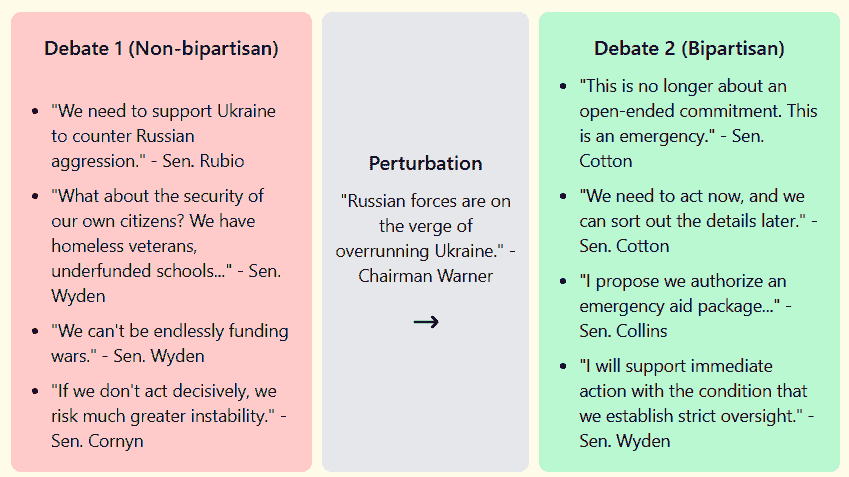 Debate 1 (Non-bipartisan)
• "We need to support Ukraine
to counter Russian
aggression." - Sen. Rubio
• "What about the security of
our own citizens? We have
homeless veterans,
underfunded schools..." - Sen.
Wyden
• "We can't be endlessly funding
wars." - Sen. Wyden
• "If we don't act decisively, we
risk much greater instability." -
Sen. Cornyn
Perturbation
"Russian forces are on
the verge of
overrunning Ukraine." -
Chairman Warner
→
Debate 2 (Bipartisan)
• "This is no longer about an
open-ended commitment. This
is an emergency." - Sen.
Cotton
• "We need to act now, and we
can sort out the details later." -
Sen. Cotton
• "I propose we authorize an
emergency aid package..." -
Sen. Collins
• "I will support immediate
action with the condition that
we establish strict oversight." -
Sen. Wyden